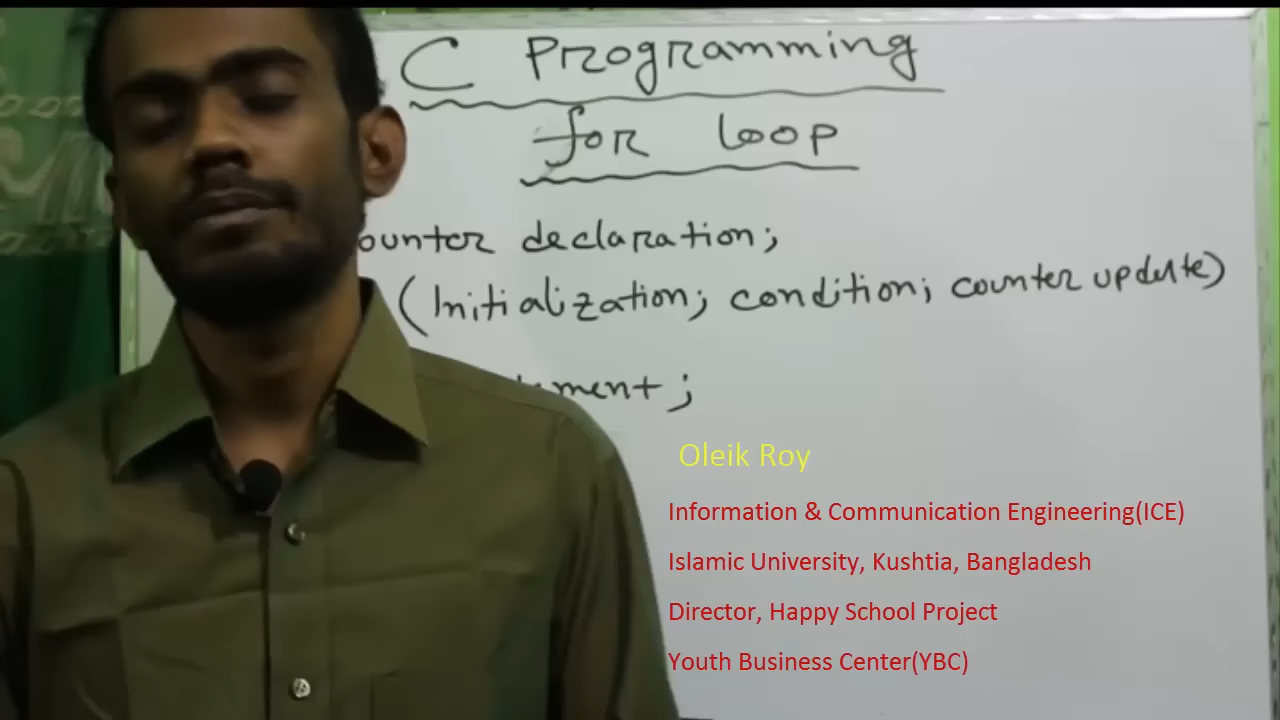 C Programming
for loop
ounter declaration;
(Initialization; condition; counter update)
ment;
Oleik Roy
Information & Communication Engineering(ICE)
Islamic University, Kushtia, Bangladesh
Director, Happy School Project
Youth Business Center(YBC)